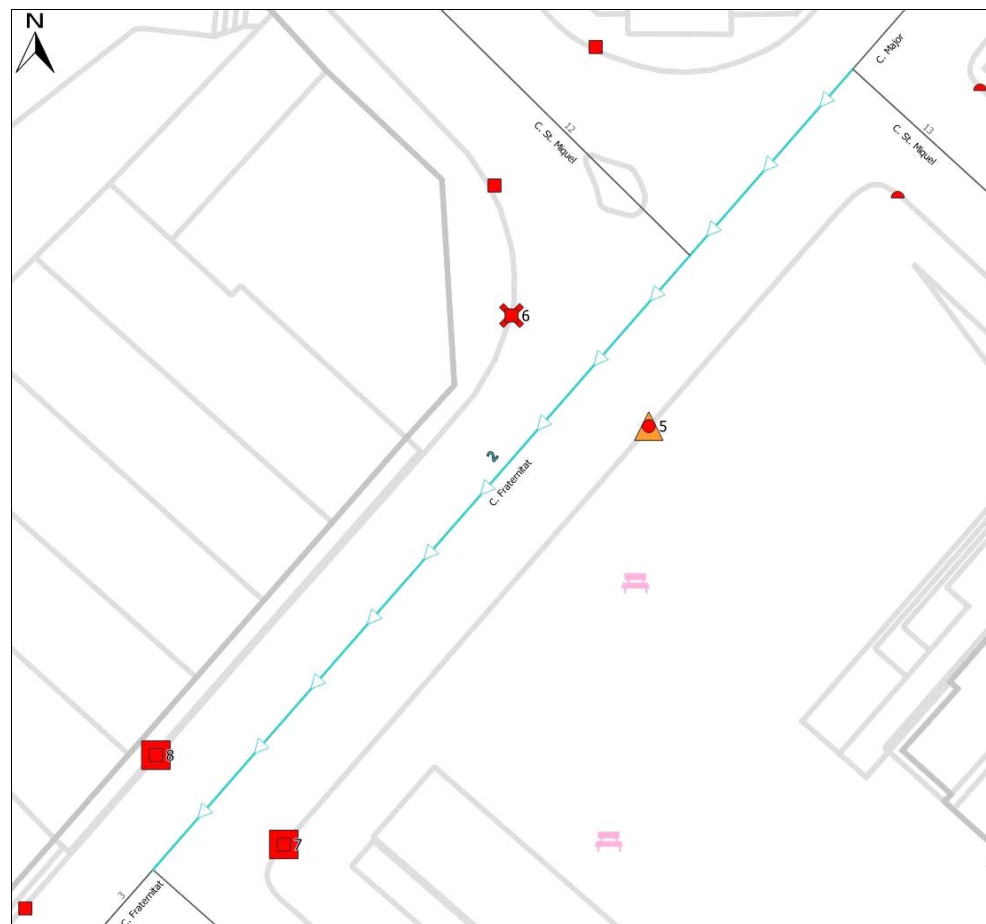 N
C. Major
12
C. St. Miquel
13
C. St. Miquel
6
5
2
C. Fraternitat
8
7
3
C. Fraternitat